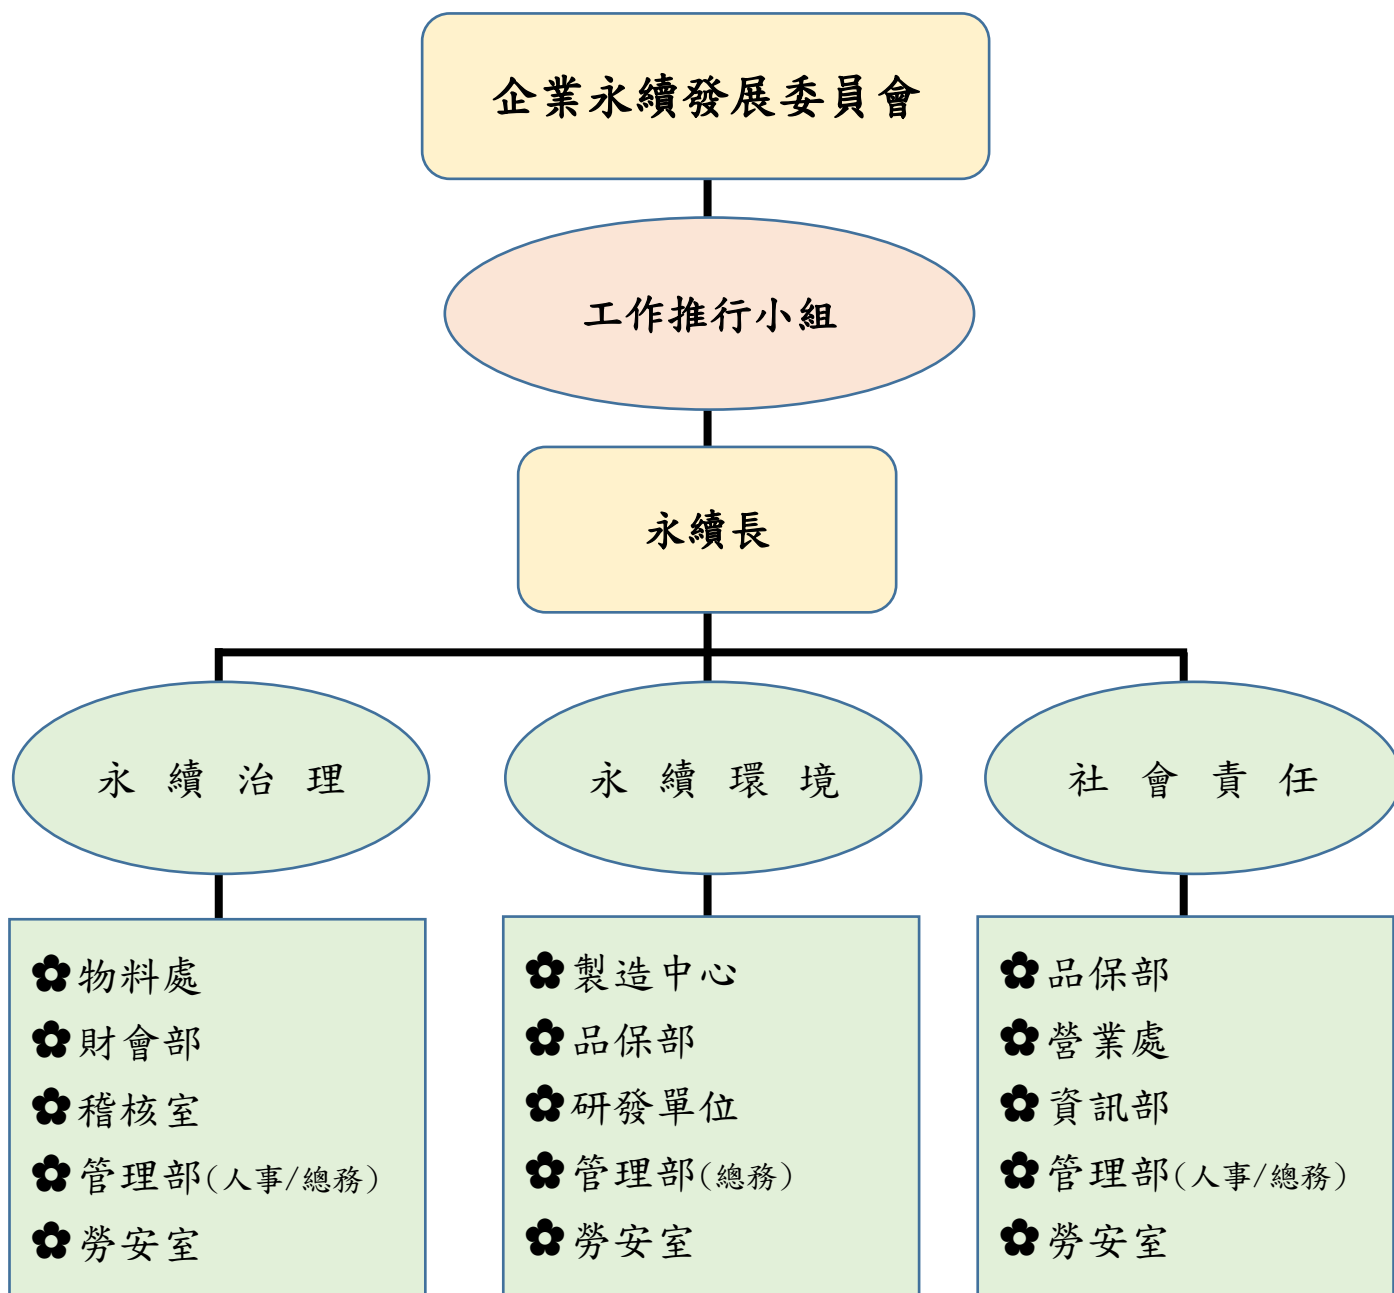 企業永續發展委員會
工作推行小組
永續長
永續治理
永續環境
社會責任
✿物料處
✿財會部
✿稽核室
✿管理部(人事/總務)
✿勞安室
✿製造中心
✿品保部
✿研發單位
✿管理部(總務)
✿勞安室
✿品保部
✿營業處
✿資訊部
✿管理部(人事/總務)
✿勞安室